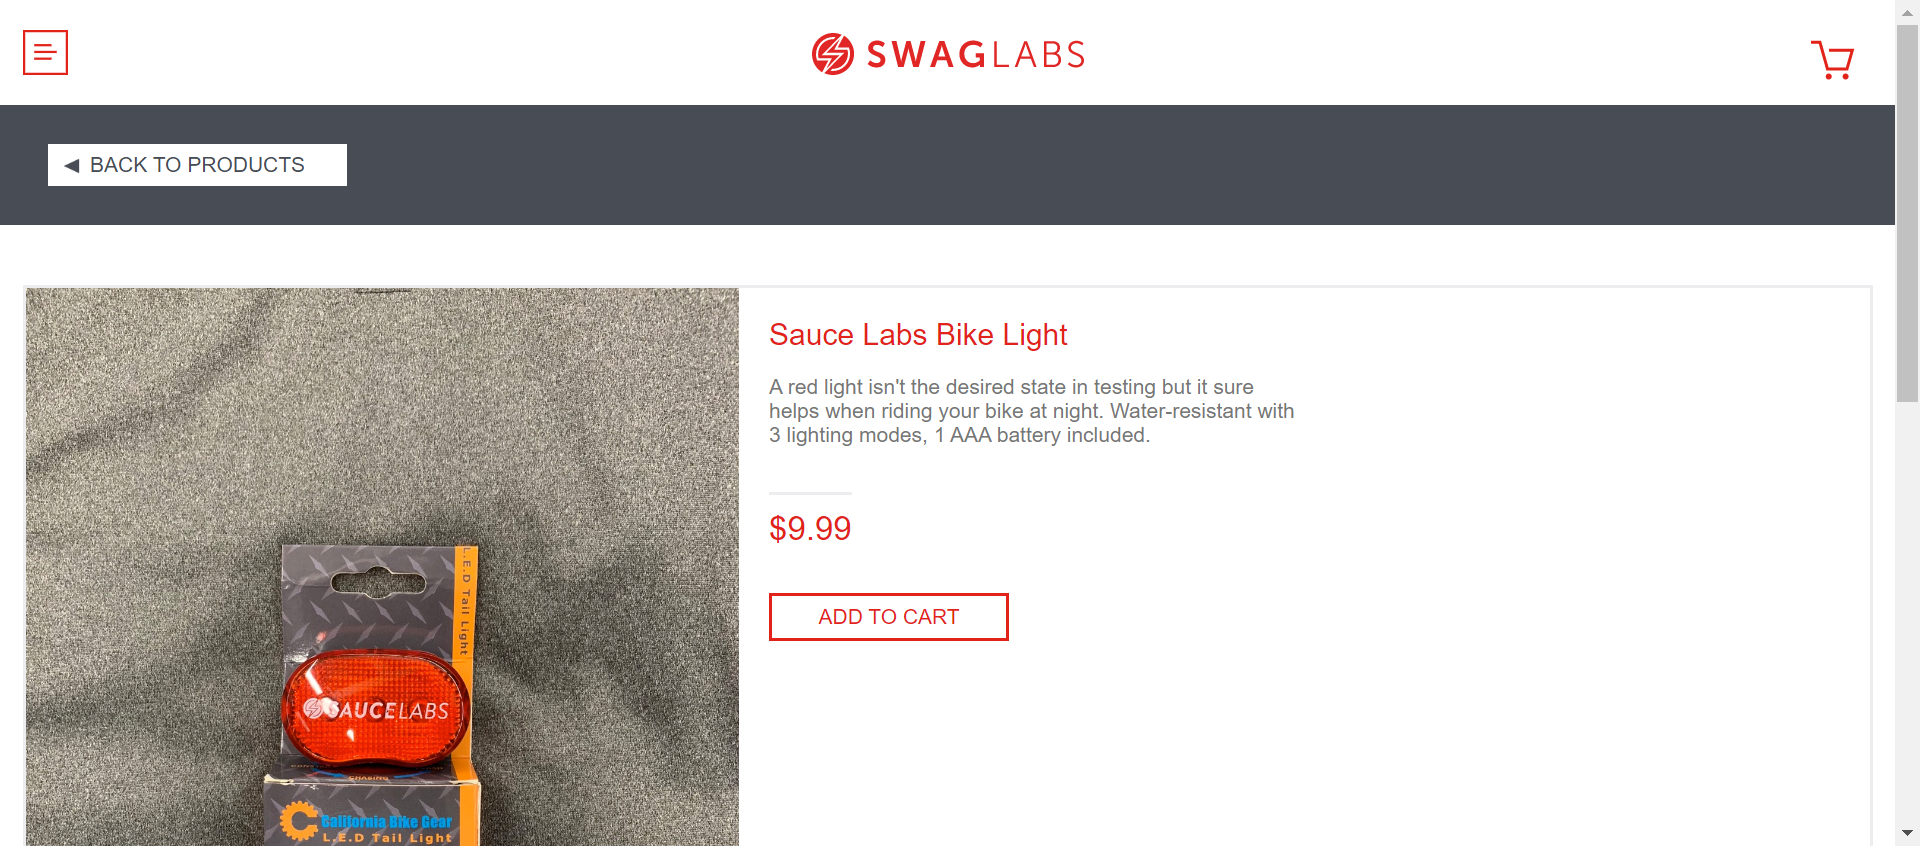 SWAGLABS
BACK TO PRODUCTS
Sauce Labs Bike Light
A red light isn't the desired state in testing but it sure
helps when riding your bike at night. Water-resistant with
3 lighting modes, 1 AAA battery included.
$9.99
ADD TO CART
L.E.D Tail Light
SAUCELABS
CHASING
California Bike Gear
L.E.D Tail Light